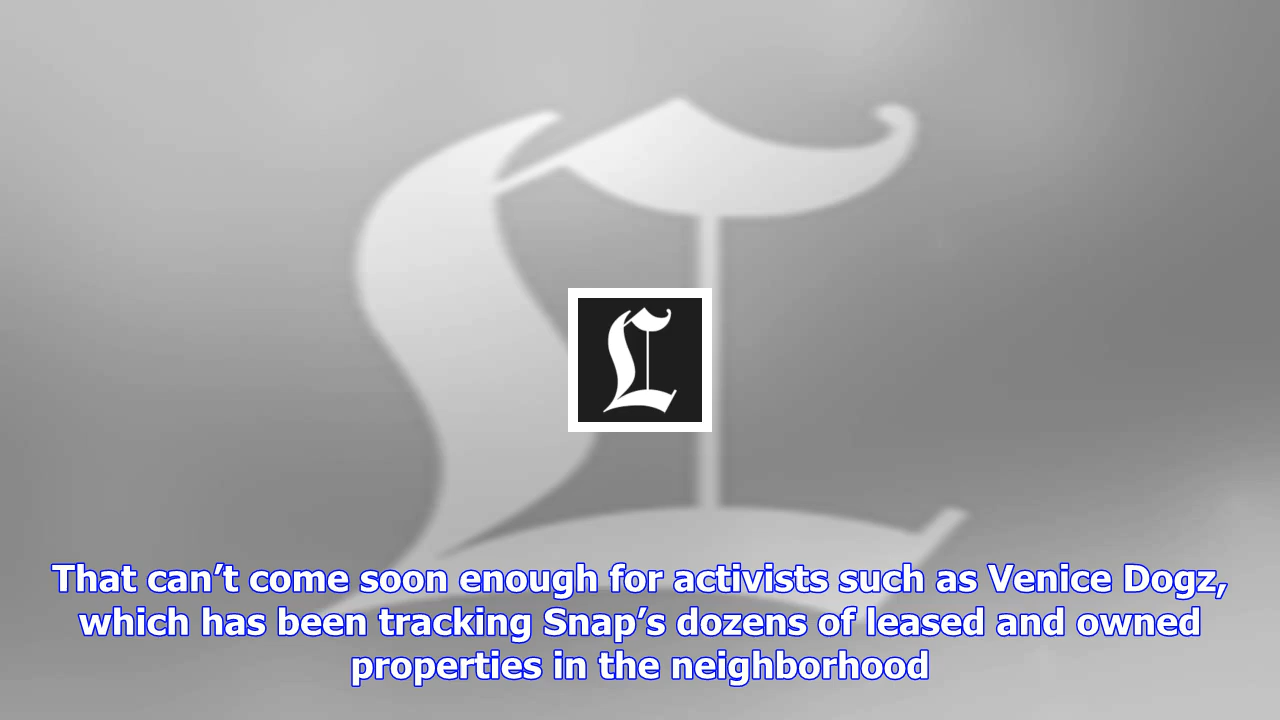 L
That can’t come soon enough for activists such as Venice Dogz,
which has been tracking Snap’s dozens of leased and owned
properties in the neighborhood